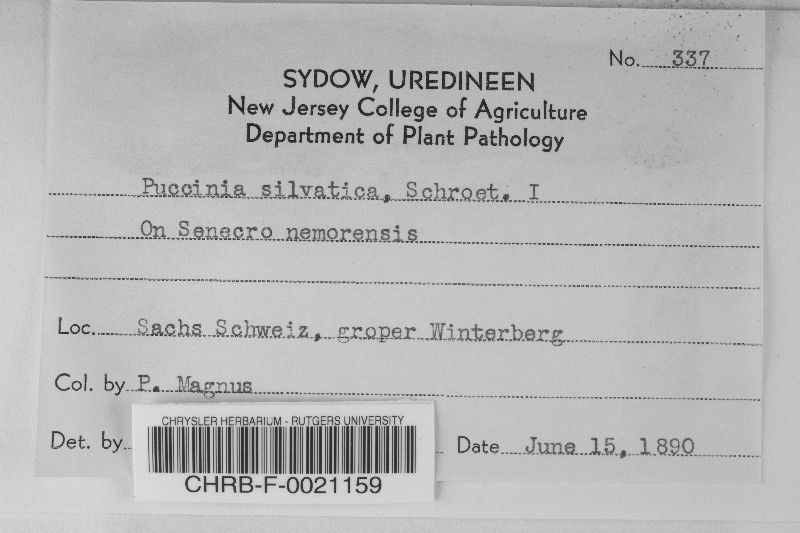 No. 337
SYDOW, UREDINEEN
New Jersey College of Agriculture
Department of Plant Pathology
Puccinia silvatica, Schroet. I
On Senecro nemorensis
Loc. Sachs Schweiz, groper Winterberg
Col. by P. Magnus
Det. by
Date June 15, 1890
CHRYSLER HERBARIUM - RUTGERS UNIVERSITY
CHRB-F-0021159